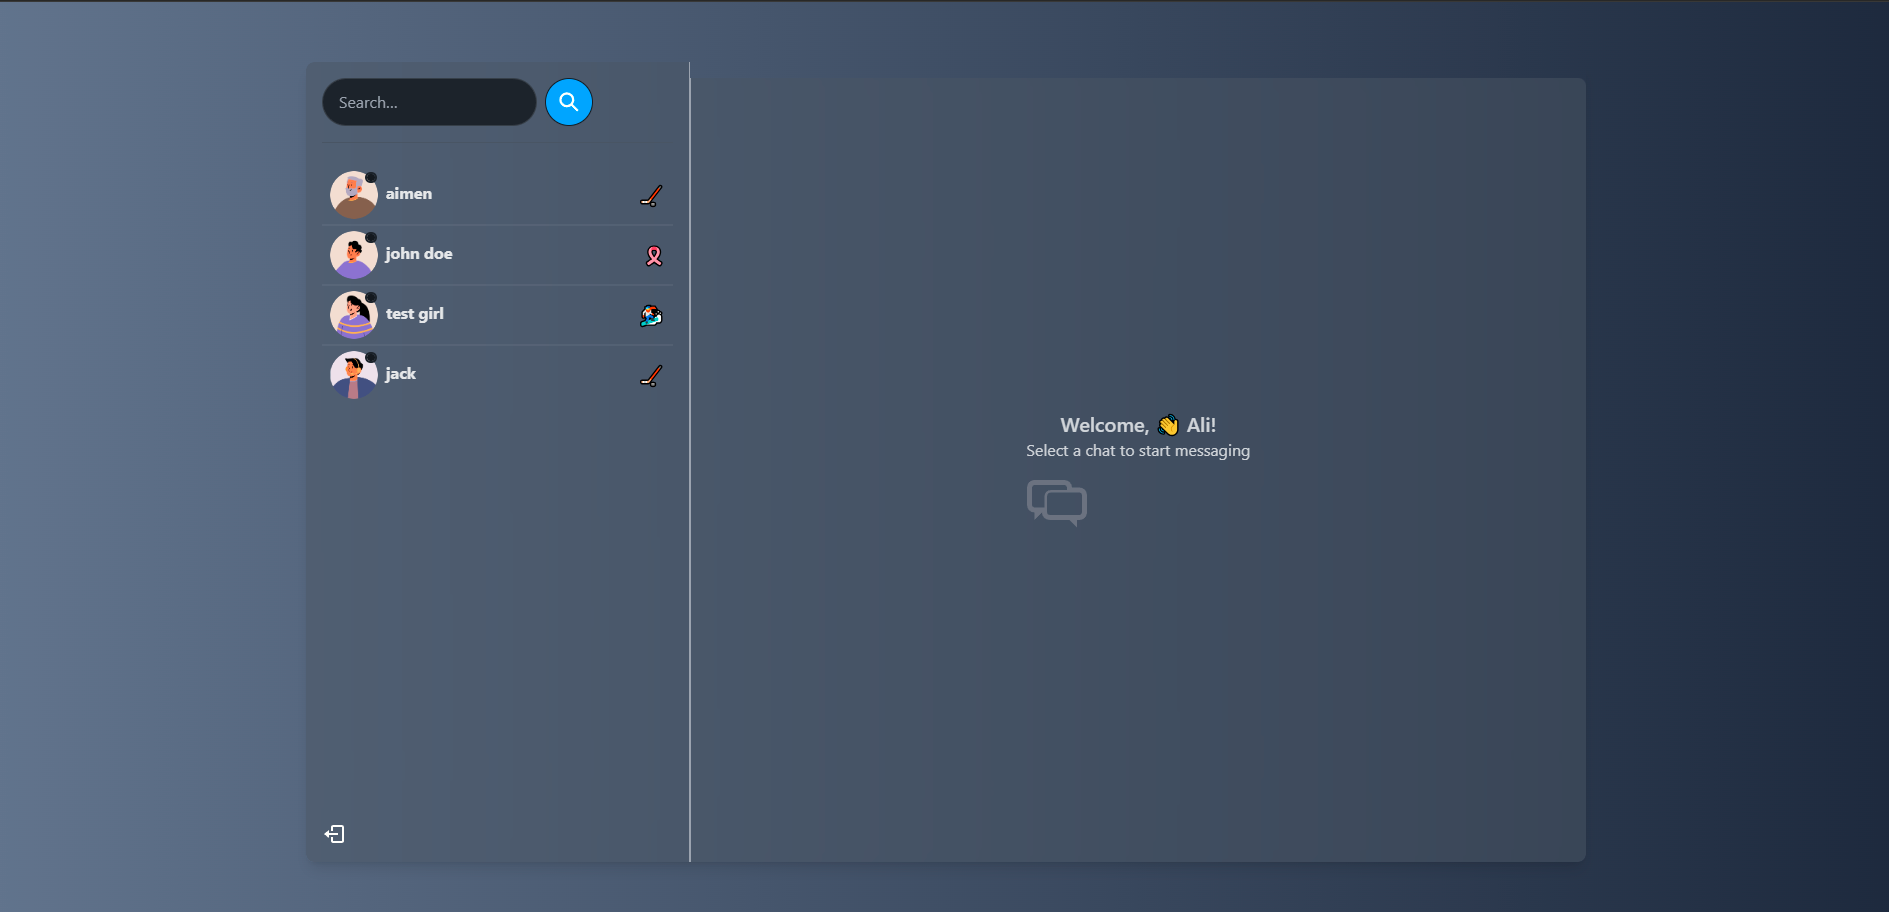 Search...
aimen
john doe
test girl
jack
Welcome, 👋 Ali!
Select a chat to start messaging